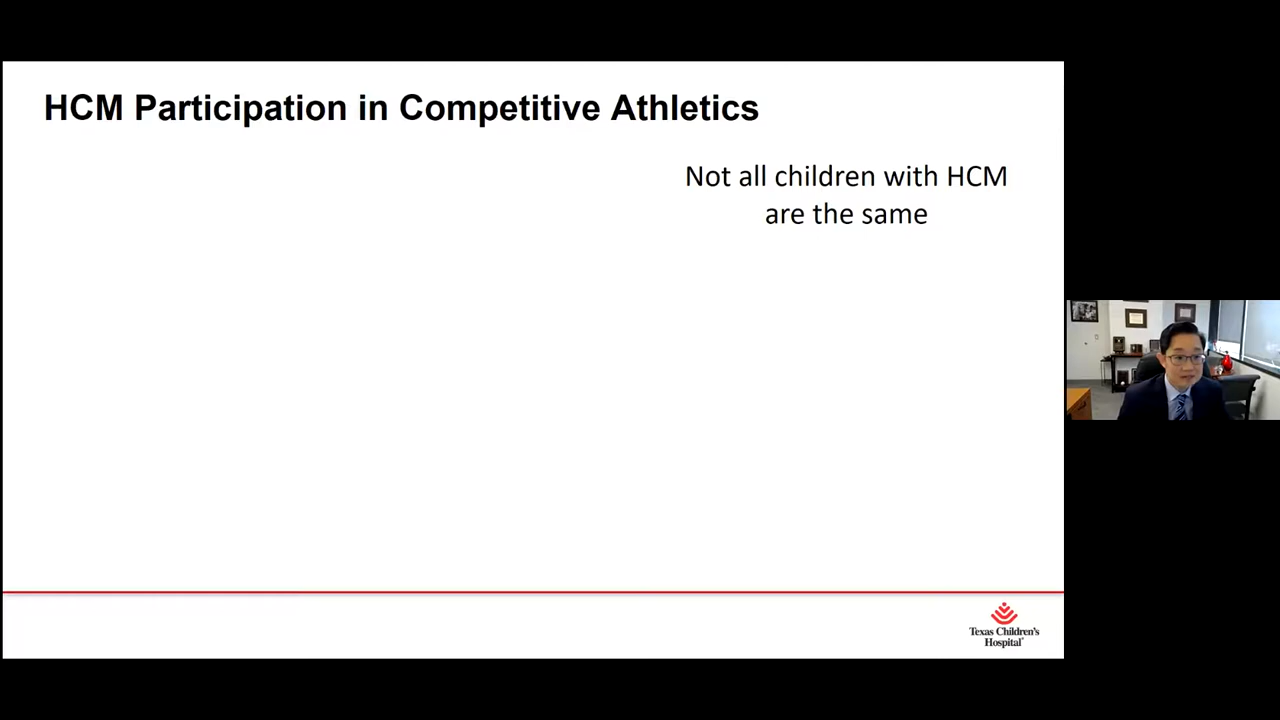 HCM Participation in Competitive Athletics
Not all children with HCM
are the same
Texas Children's
Hospital